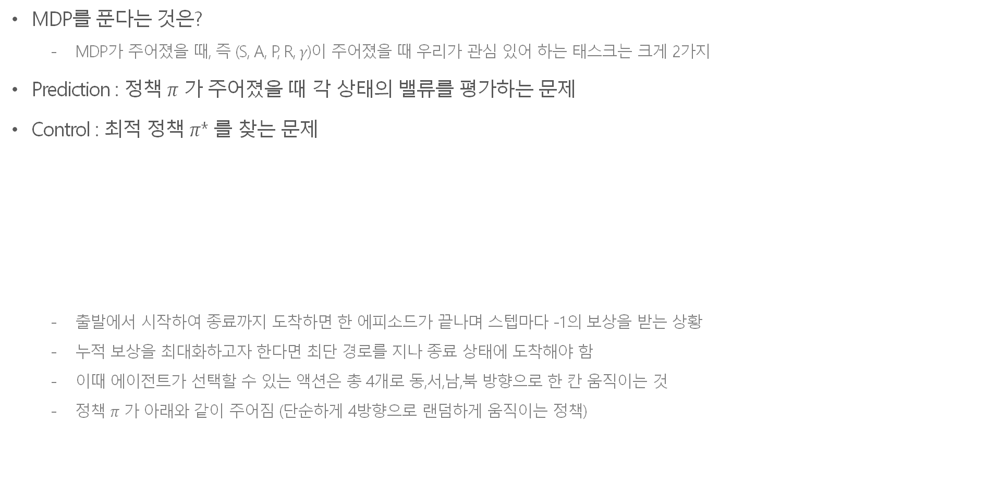 • MDP를 푼다는 것은?
- MDP가 주어졌을 때, 즉 (S, A, P, R, γ)이 주어졌을 때 우리가 관심 있어 하는 태스크는 크게 2가지
• Prediction : 정책 π 가 주어졌을 때 각 상태의 밸류를 평가하는 문제
• Control : 최적 정책 π* 를 찾는 문제
- 출발에서 시작하여 종료까지 도착하면 한 에피소드가 끝나며 스텝마다 -1의 보상을 받는 상황
- 누적 보상을 최대화하고자 한다면 최단 경로를 지나 종료 상태에 도착해야 함
- 이때 에이전트가 선택할 수 있는 액션은 총 4개로 동,서,남,북 방향으로 한 칸 움직이는 것
- 정책 π 가 아래와 같이 주어짐 (단순하게 4방향으로 랜덤하게 움직이는 정책)